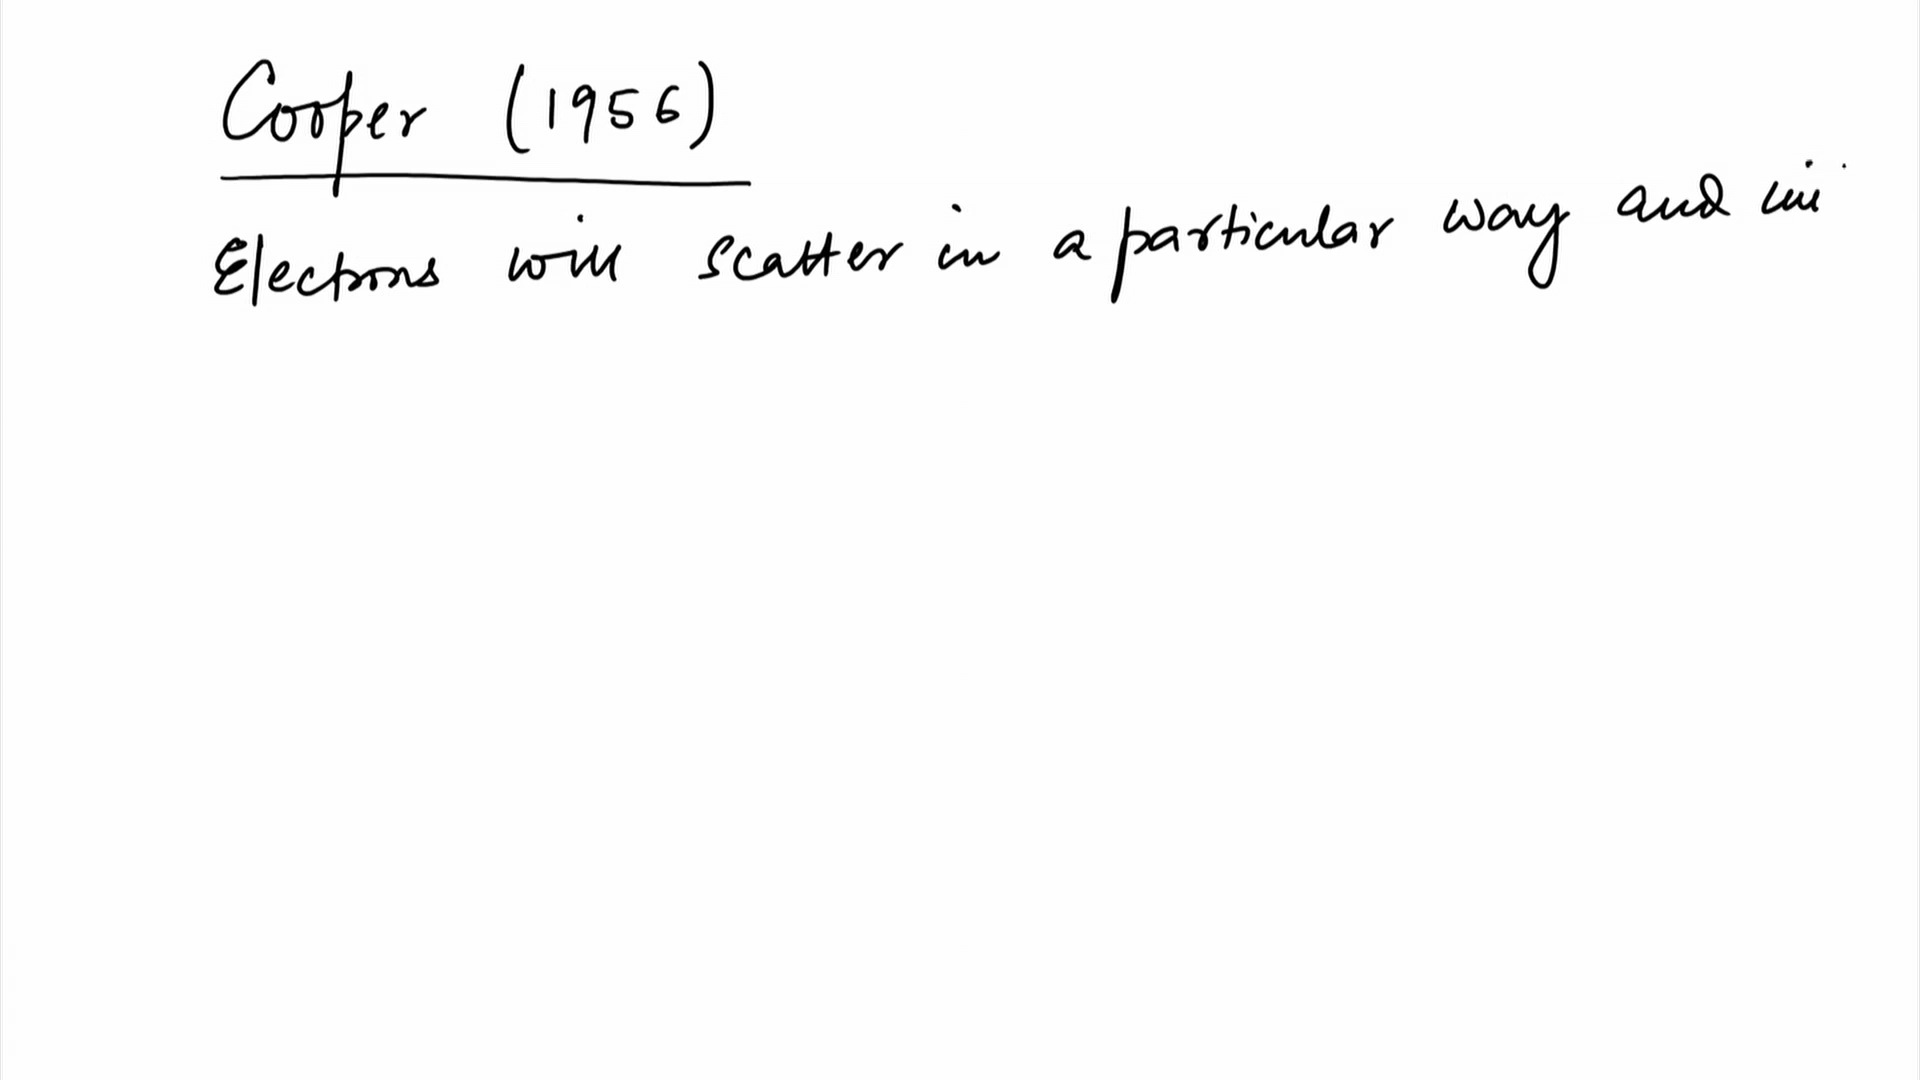 Cooper (1956)
Electrons will scatter in a particular way and